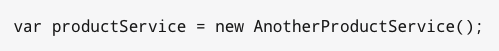 var productService = new AnotherProductService();